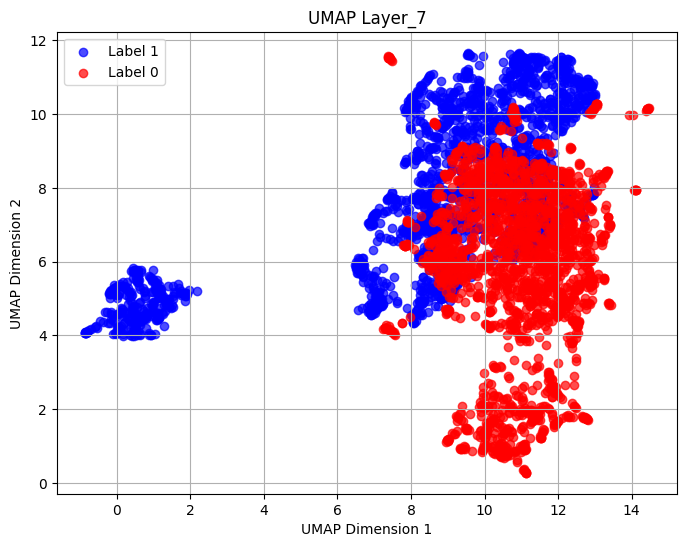 UMAP Layer_7
Label 1
Label 0
12
10
8
6
4
2
0
UMAP Dimension 2
0 2 4 6 8 10 12 14
UMAP Dimension 1